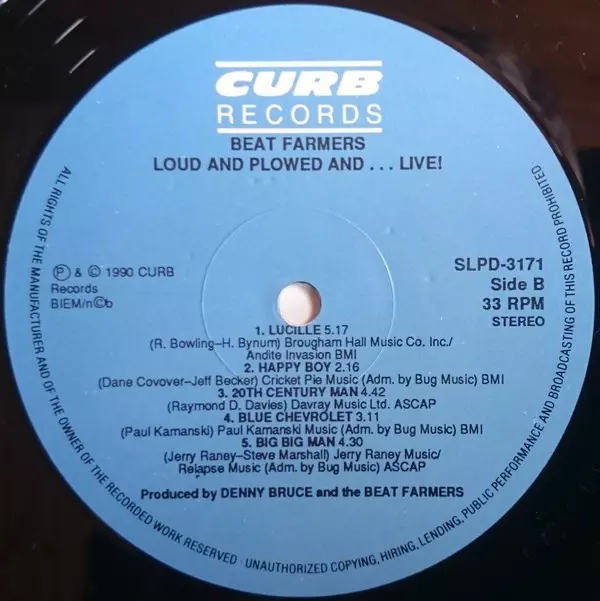 CURB
RECORDS
BEAT FARMERS
LOUD AND PLOWED AND . . . LIVE!
ALL RIGHTS OF THE MANUFACTURER AND OF THE OWNER OF THE RECORDED WORK RESERVED · UNAUTHORIZED COPYING, HIRING, LENDING, PUBLIC PERFORMANCE AND BROADCASTING OF THIS RECORD PROHIBITED
Ⓟ & © 1990 CURB
Records
BIEM/n©b
SLPD-3171
Side B
33 RPM
STEREO
1. LUCILLE 5.17
(R. Bowling–H. Bynum) Brougham Hall Music Co. Inc./
Andite Invasion BMI
2. HAPPY BOY 2.16
(Dane Covover–Jeff Becker) Cricket Pie Music (Adm. by Bug Music) BMI
3. 20TH CENTURY MAN 4.42
(Raymond D. Davies) Davray Music Ltd. ASCAP
4. BLUE CHEVROLET 3.11
(Paul Kamanski) Paul Kamanski Music (Adm. by Bug Music) BMI
5. BIG BIG MAN 4.30
(Jerry Raney–Steve Marshall) Jerry Raney Music/
Relapse Music (Adm. by Bug Music) ASCAP
Produced by DENNY BRUCE and the BEAT FARMERS